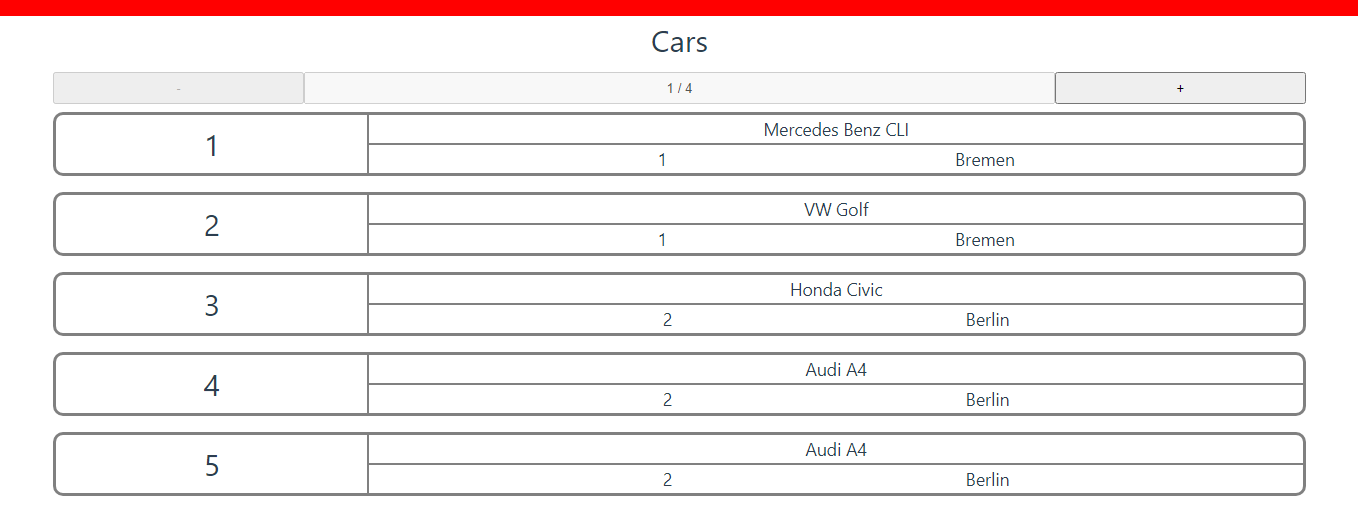 Cars
- 1 / 4 +
1 Mercedes Benz CLI
1 Bremen
2 VW Golf
1 Bremen
3 Honda Civic
2 Berlin
4 Audi A4
2 Berlin
5 Audi A4
2 Berlin